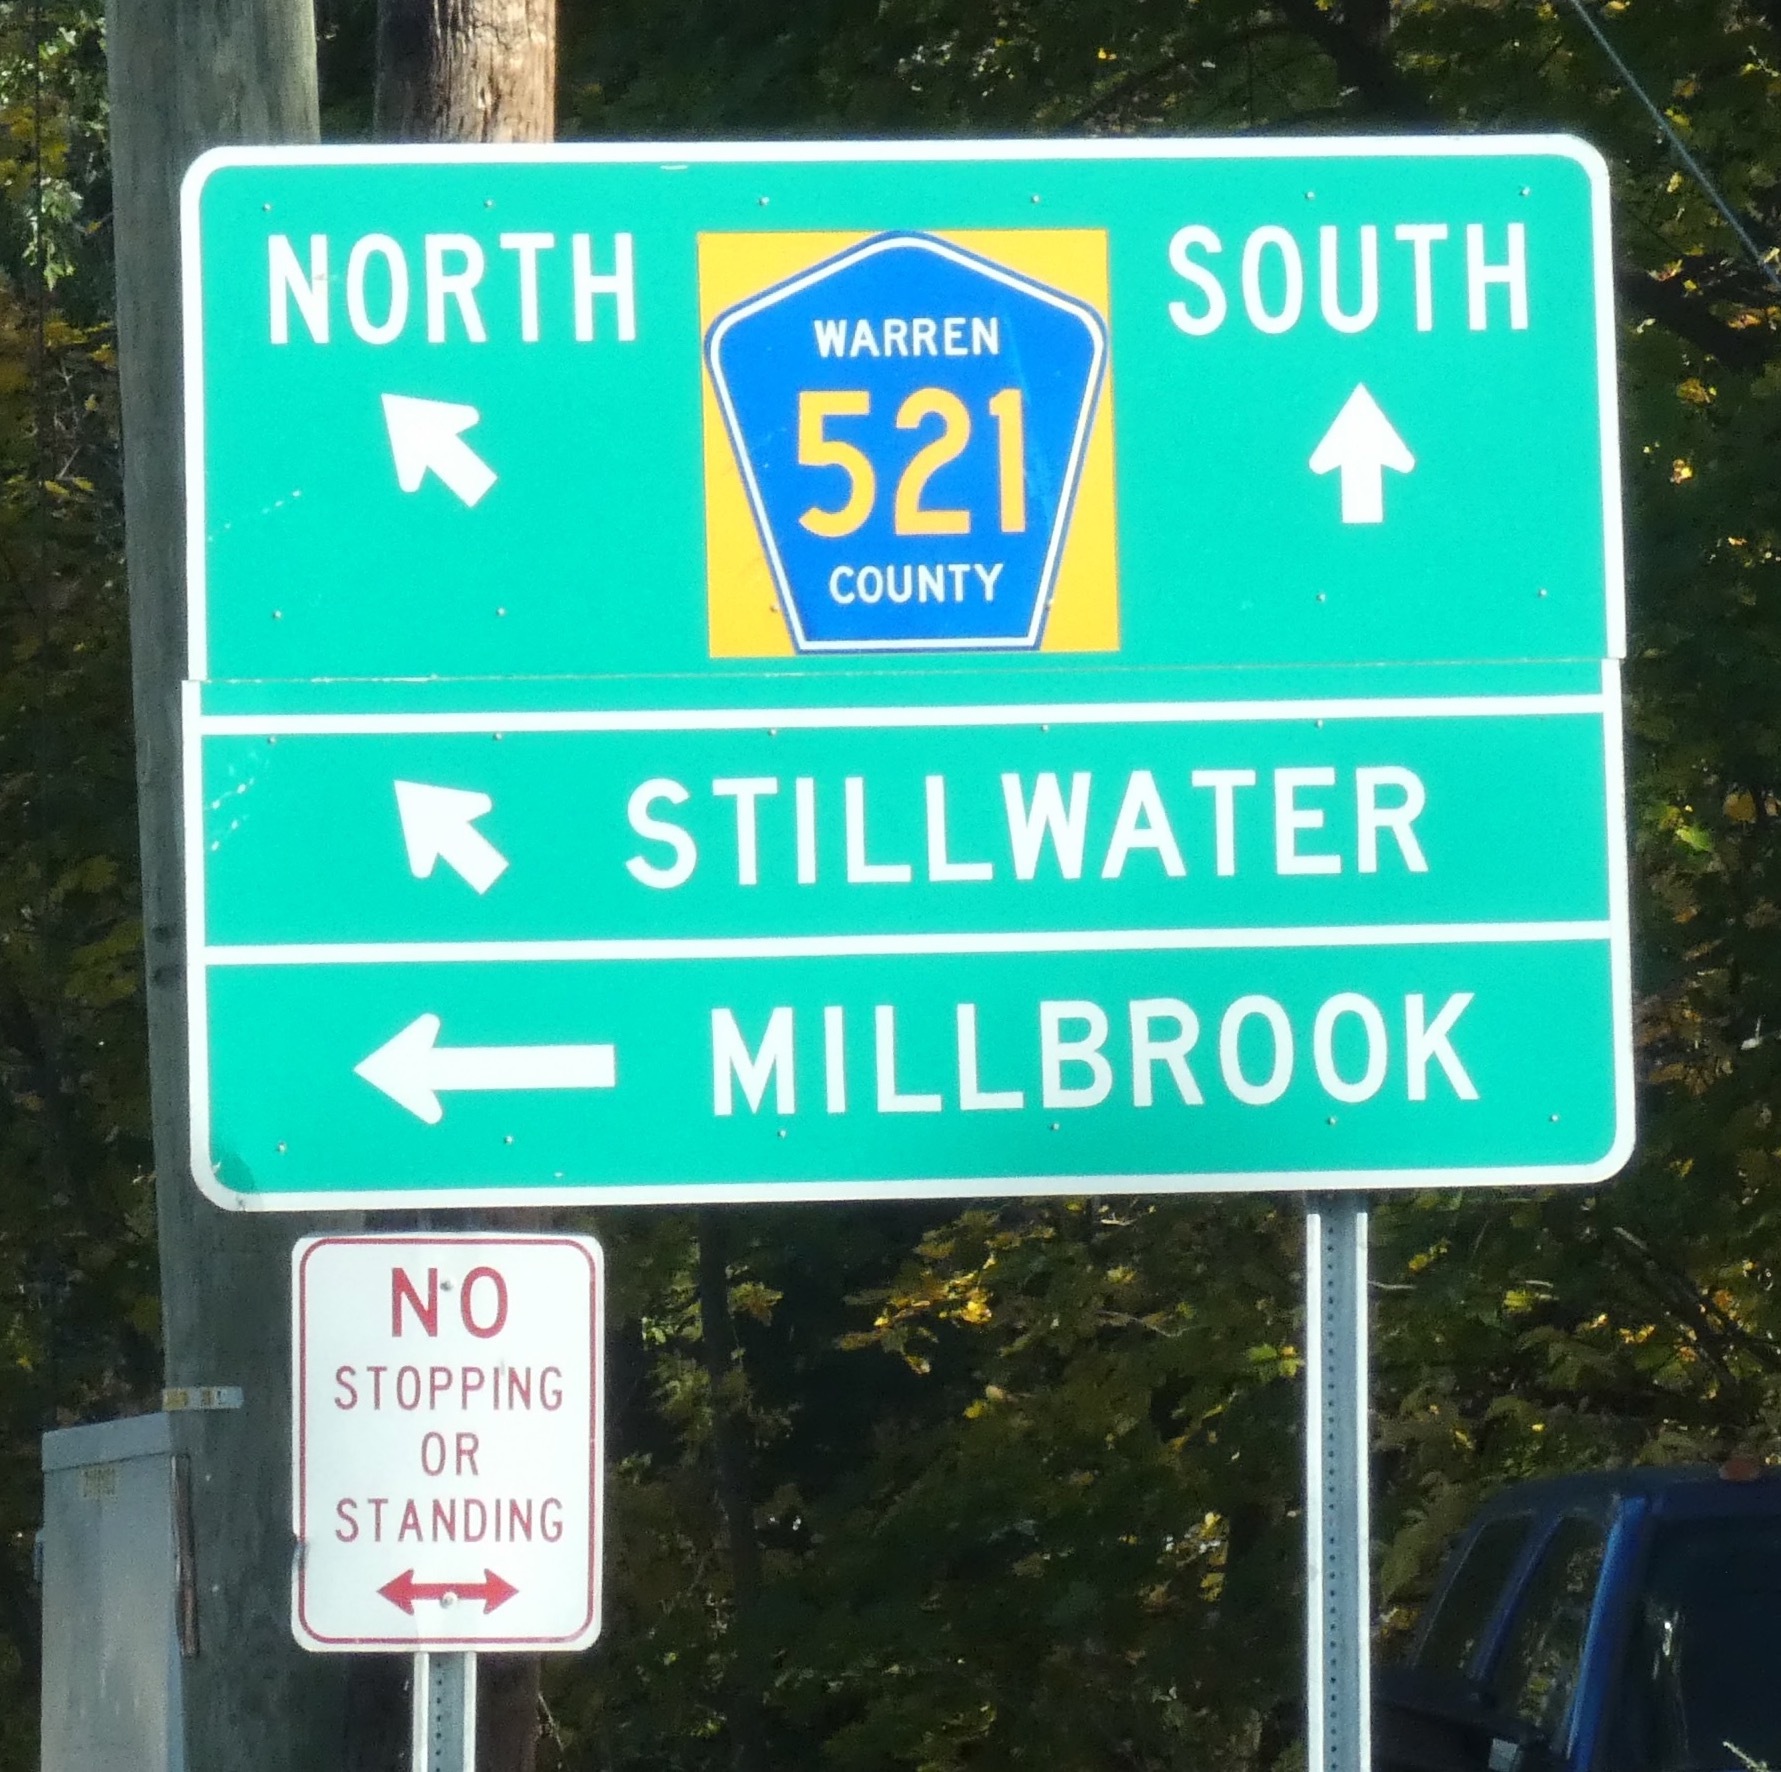 NORTH
WARREN
521
COUNTY
SOUTH
STILLWATER
MILLBROOK
NO
STOPPING
OR
STANDING